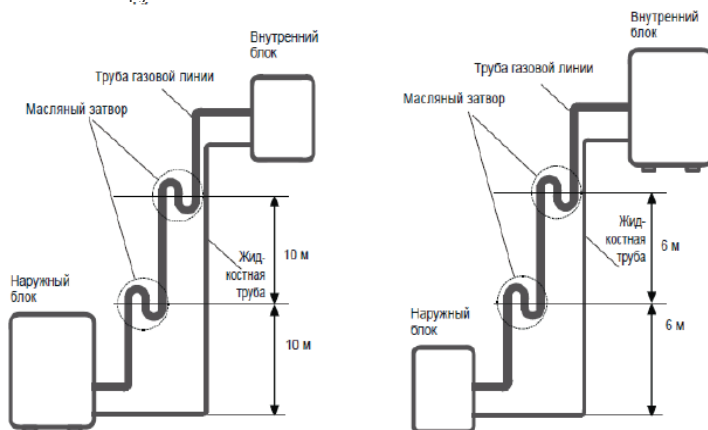 Внутренний
блок
Труба газовой линии
Масляный затвор
Жид-
костная
труба
10 м
Наружный
блок
10 м
Внутренний
блок
Труба газовой линии
Масляный затвор
Жид-
костная
труба
6 м
Наружный
блок
6 м